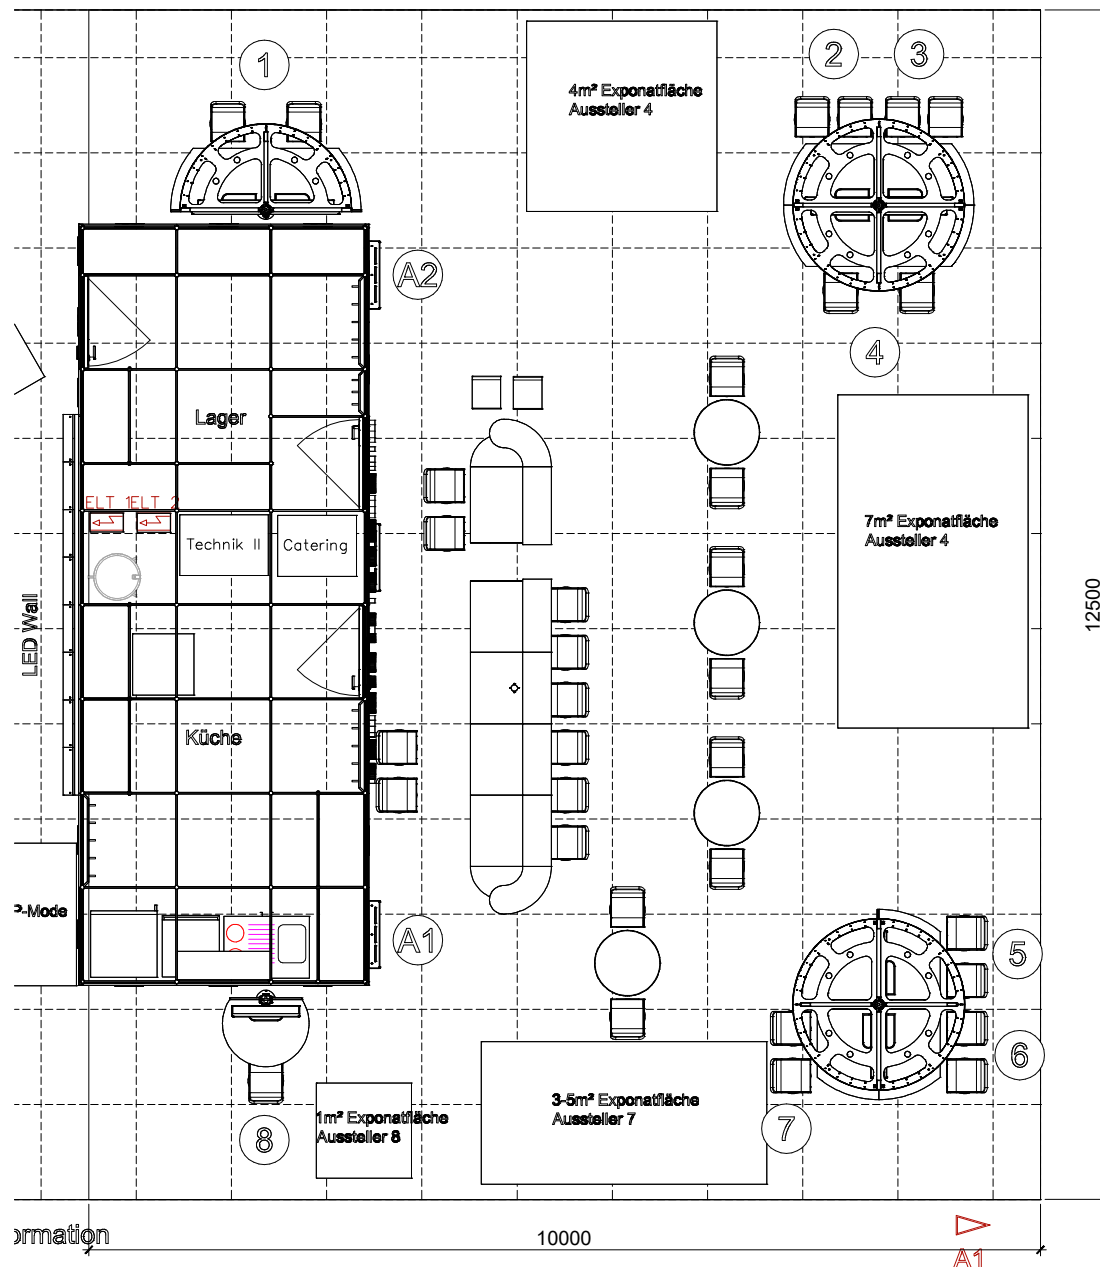 1
2
3
4m² Exponatfläche
Aussteller 4
A2
4
Lager
ELT 1
ELT 2
7m² Exponatfläche
Aussteller 4
Technik II
Catering
12500
LED Wall
Küche
P-Mode
A1
5
6
3-5m² Exponatfläche
Aussteller 7
1m² Exponatfläche
Aussteller 8
7
8
ormation
10000
A1